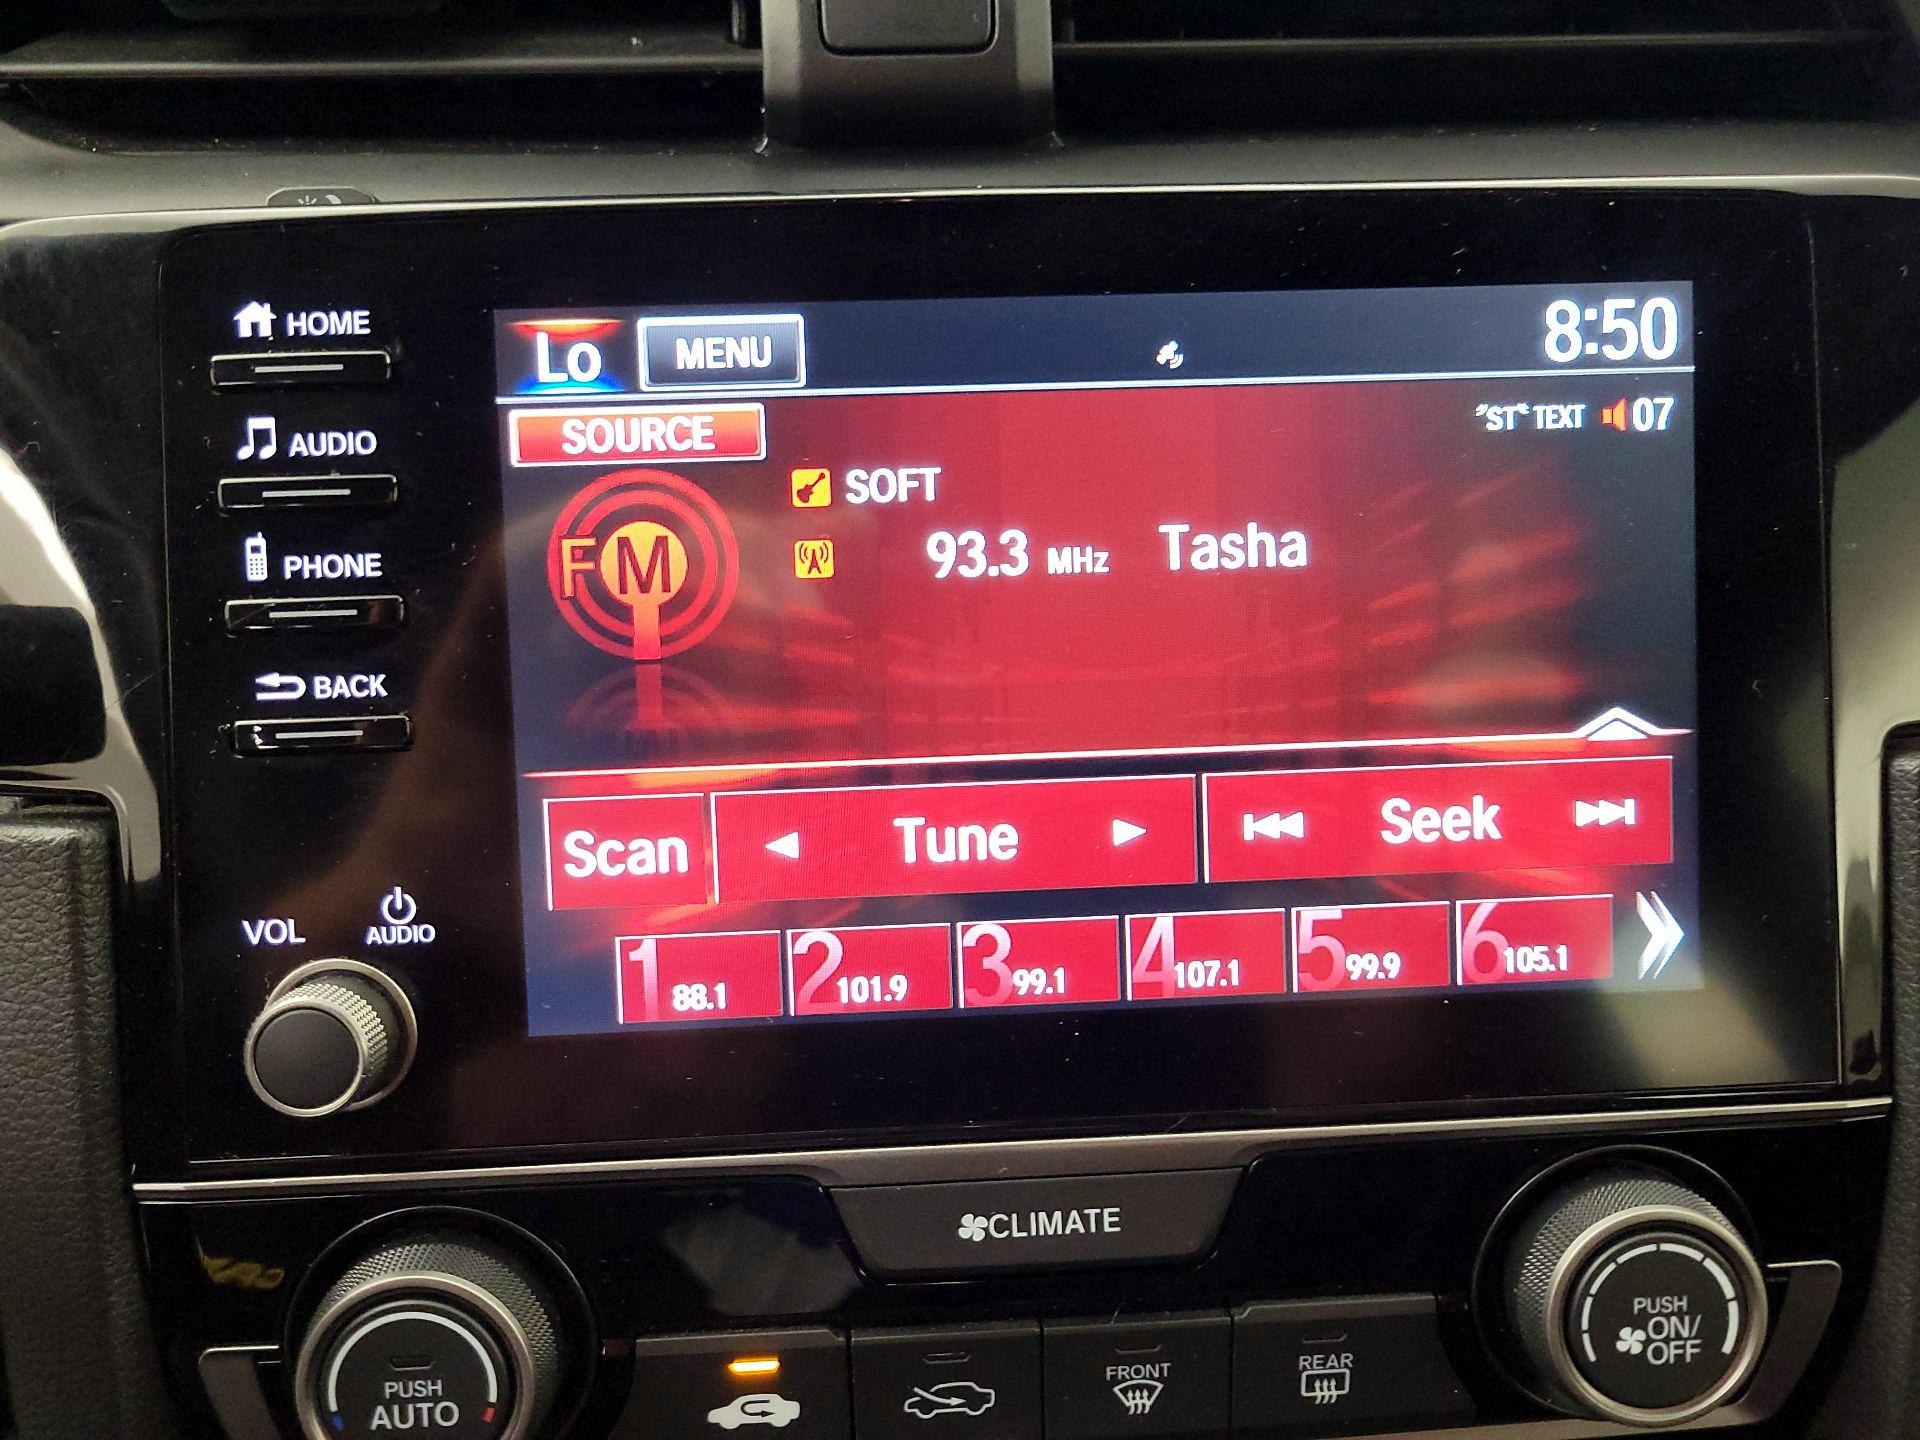 HOME
AUDIO
PHONE
BACK
VOL
AUDIO
Lo MENU 8:50
SOURCE
"ST" TEXT 07
SOFT
FM
93.3 MHz Tasha
Scan Tune Seek
1 88.1
2 101.9
3 99.1
4 107.1
5 99.9
6 105.1
CLIMATE
PUSH
AUTO
FRONT
REAR
PUSH
ON/
OFF